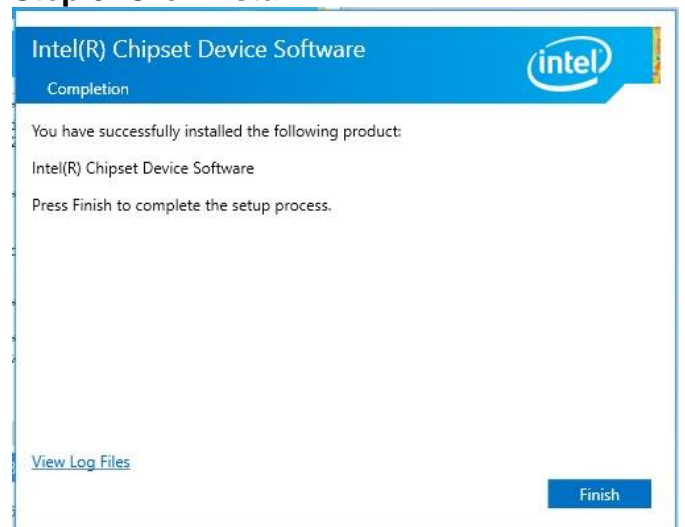 Intel(R) Chipset Device Software
intel
Completion
You have successfully installed the following product:
Intel(R) Chipset Device Software
Press Finish to complete the setup process.
View Log Files
Finish